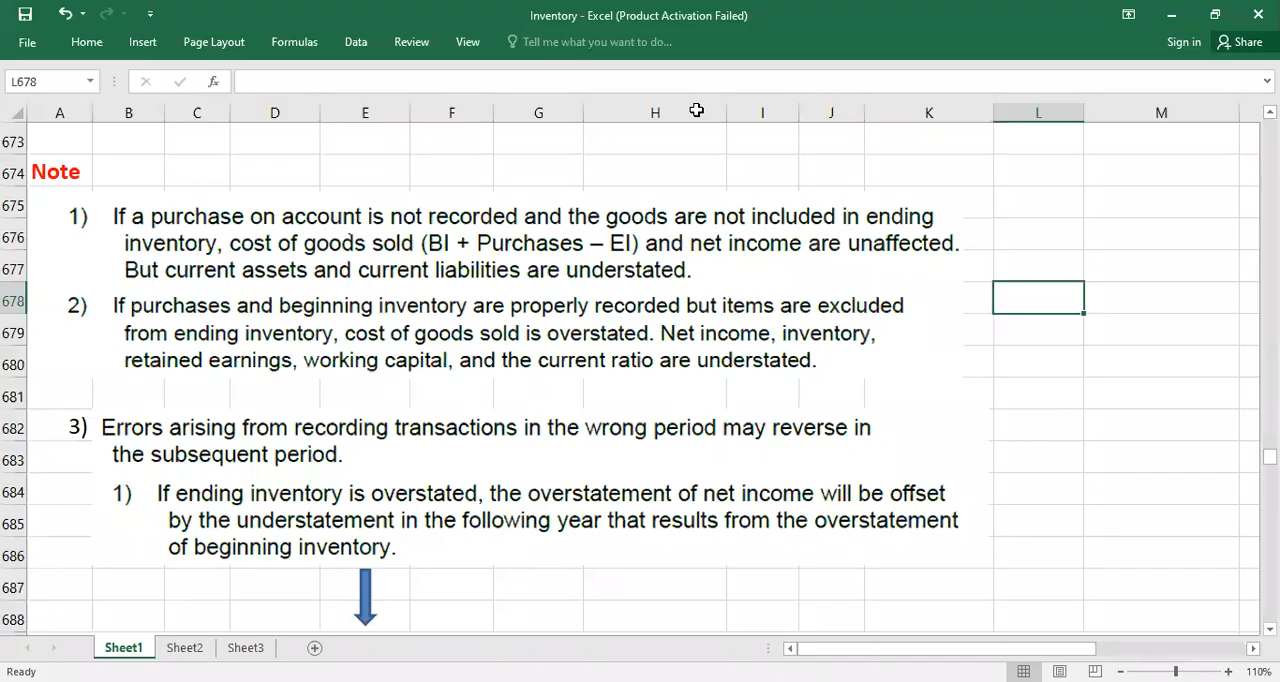 Inventory - Excel (Product Activation Failed)
File Home Insert Page Layout Formulas Data Review View Tell me what you want to do... Sign in Share
L678 fx
A B C D E F G H I J K L M
673
674 Note
675
1) If a purchase on account is not recorded and the goods are not included in ending
676 inventory, cost of goods sold (BI + Purchases – EI) and net income are unaffected.
677 But current assets and current liabilities are understated.
678 2) If purchases and beginning inventory are properly recorded but items are excluded
679 from ending inventory, cost of goods sold is overstated. Net income, inventory,
680 retained earnings, working capital, and the current ratio are understated.
681
682 3) Errors arising from recording transactions in the wrong period may reverse in
683 the subsequent period.
684 1) If ending inventory is overstated, the overstatement of net income will be offset
685 by the understatement in the following year that results from the overstatement
686 of beginning inventory.
687
688
Sheet1 Sheet2 Sheet3
Ready 110%